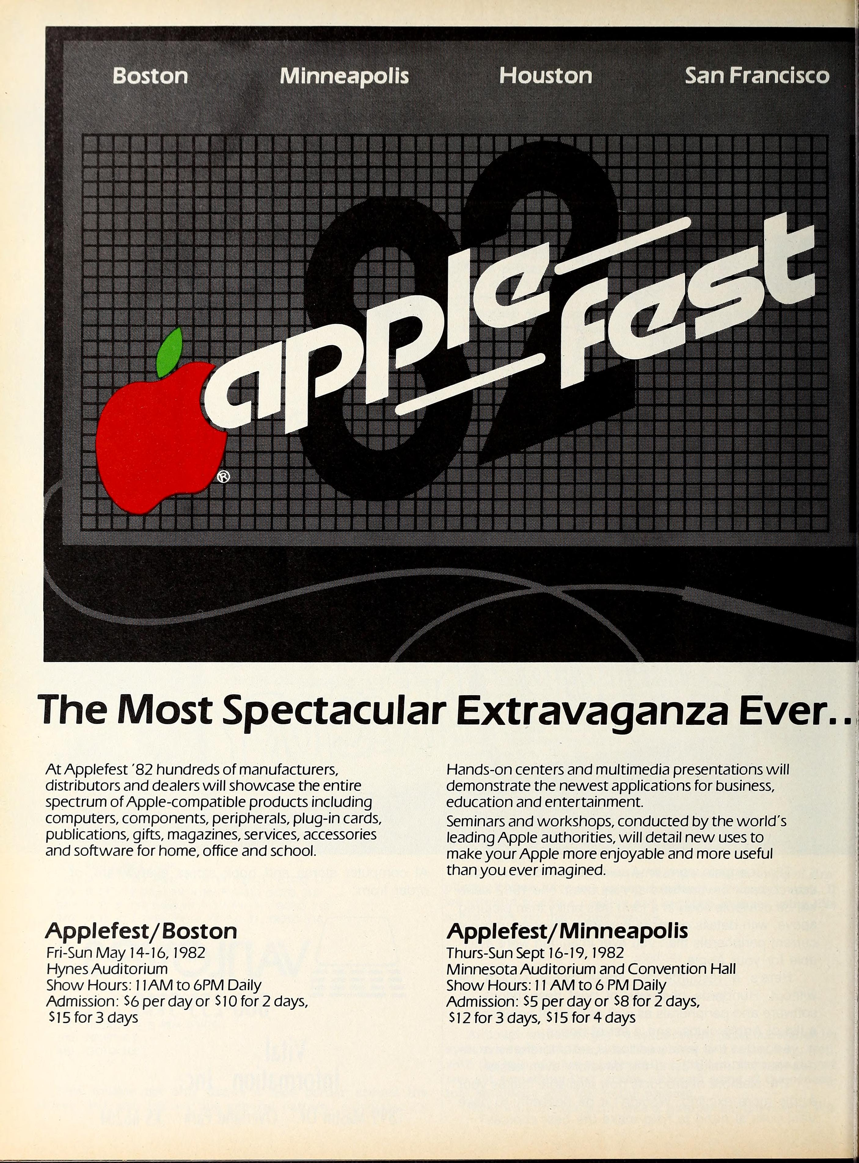 Boston Minneapolis Houston San Francisco
82
apple
fest
®
The Most Spectacular Extravaganza Ever..
At Applefest '82 hundreds of manufacturers,
distributors and dealers will showcase the entire
spectrum of Apple-compatible products including
computers, components, peripherals, plug-in cards,
publications, gifts, magazines, services, accessories
and software for home, office and school.
Hands-on centers and multimedia presentations will
demonstrate the newest applications for business,
education and entertainment.
Seminars and workshops, conducted by the world's
leading Apple authorities, will detail new uses to
make your Apple more enjoyable and more useful
than you ever imagined.
Applefest/Boston
Fri-Sun May 14-16, 1982
Hynes Auditorium
Show Hours: 11AM to 6PM Daily
Admission: $6 per day or $10 for 2 days,
$15 for 3 days
Applefest/Minneapolis
Thurs-Sun Sept 16-19, 1982
Minnesota Auditorium and Convention Hall
Show Hours: 11 AM to 6 PM Daily
Admission: $5 per day or $8 for 2 days,
$12 for 3 days, $15 for 4 days